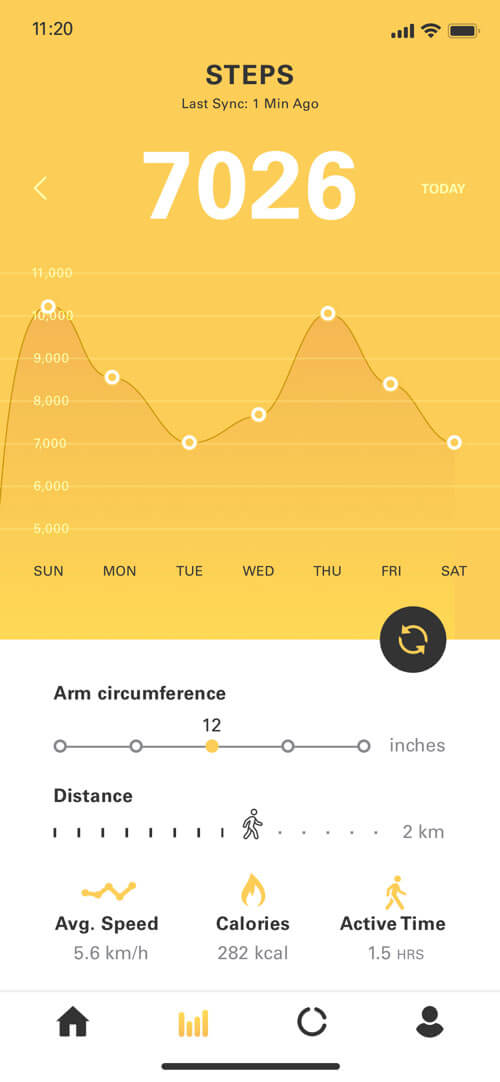 11:20
STEPS
Last Sync: 1 Min Ago
7026
TODAY
11,000
10,000
9,000
8,000
7,000
6,000
5,000
SUN MON TUE WED THU FRI SAT
Arm circumference
12
inches
Distance
2 km
Avg. Speed Calories Active Time
5.6 km/h 282 kcal 1.5 HRS